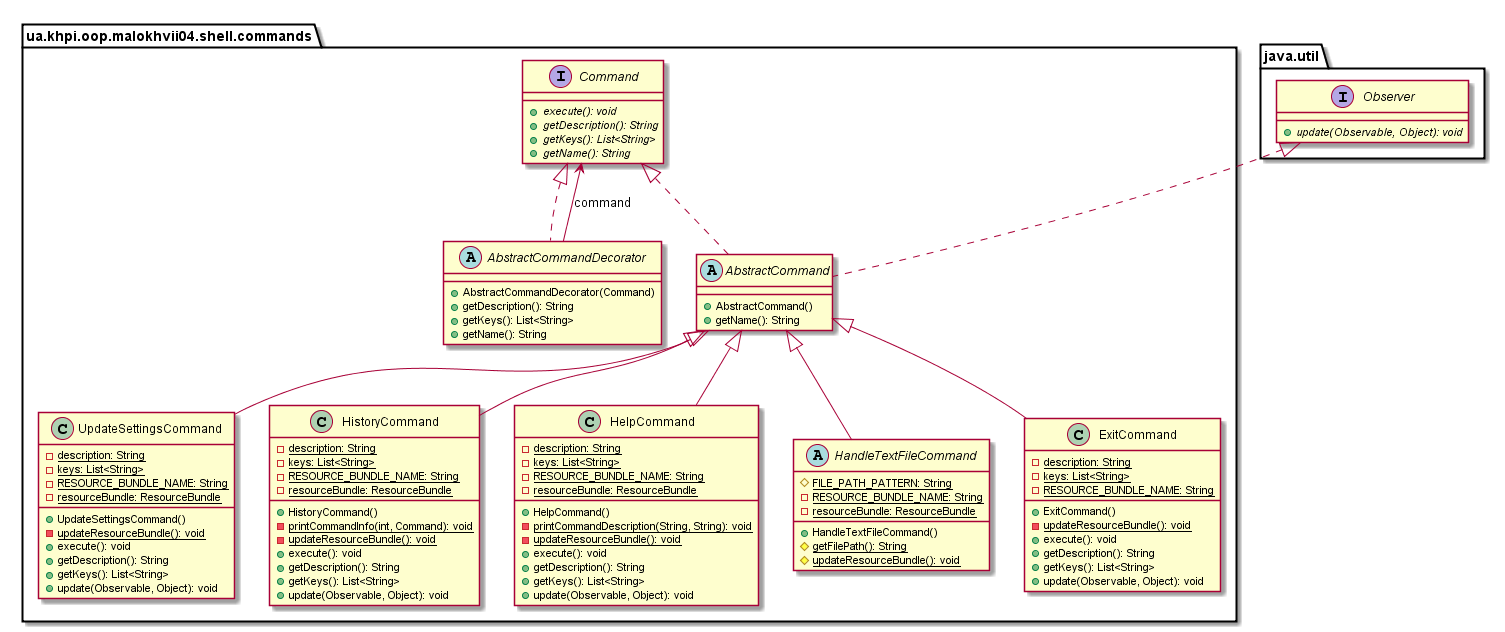 ua.khpi.oop.malokhvii04.shell.commands
java.util
I Command
execute(): void
getDescription(): String
getKeys(): List<String>
getName(): String
I Observer
update(Observable, Object): void
command
A AbstractCommandDecorator
AbstractCommandDecorator(Command)
getDescription(): String
getKeys(): List<String>
getName(): String
A AbstractCommand
AbstractCommand()
getName(): String
C UpdateSettingsCommand
description: String
keys: List<String>
RESOURCE_BUNDLE_NAME: String
resourceBundle: ResourceBundle
UpdateSettingsCommand()
updateResourceBundle(): void
execute(): void
getDescription(): String
getKeys(): List<String>
update(Observable, Object): void
C HistoryCommand
description: String
keys: List<String>
RESOURCE_BUNDLE_NAME: String
resourceBundle: ResourceBundle
HistoryCommand()
printCommandInfo(int, Command): void
updateResourceBundle(): void
execute(): void
getDescription(): String
getKeys(): List<String>
update(Observable, Object): void
C HelpCommand
description: String
keys: List<String>
RESOURCE_BUNDLE_NAME: String
resourceBundle: ResourceBundle
HelpCommand()
printCommandDescription(String, String): void
updateResourceBundle(): void
execute(): void
getDescription(): String
getKeys(): List<String>
update(Observable, Object): void
A HandleTextFileCommand
FILE_PATH_PATTERN: String
RESOURCE_BUNDLE_NAME: String
resourceBundle: ResourceBundle
HandleTextFileCommand()
getFilePath(): String
updateResourceBundle(): void
C ExitCommand
description: String
keys: List<String>
RESOURCE_BUNDLE_NAME: String
ExitCommand()
updateResourceBundle(): void
execute(): void
getDescription(): String
getKeys(): List<String>
update(Observable, Object): void